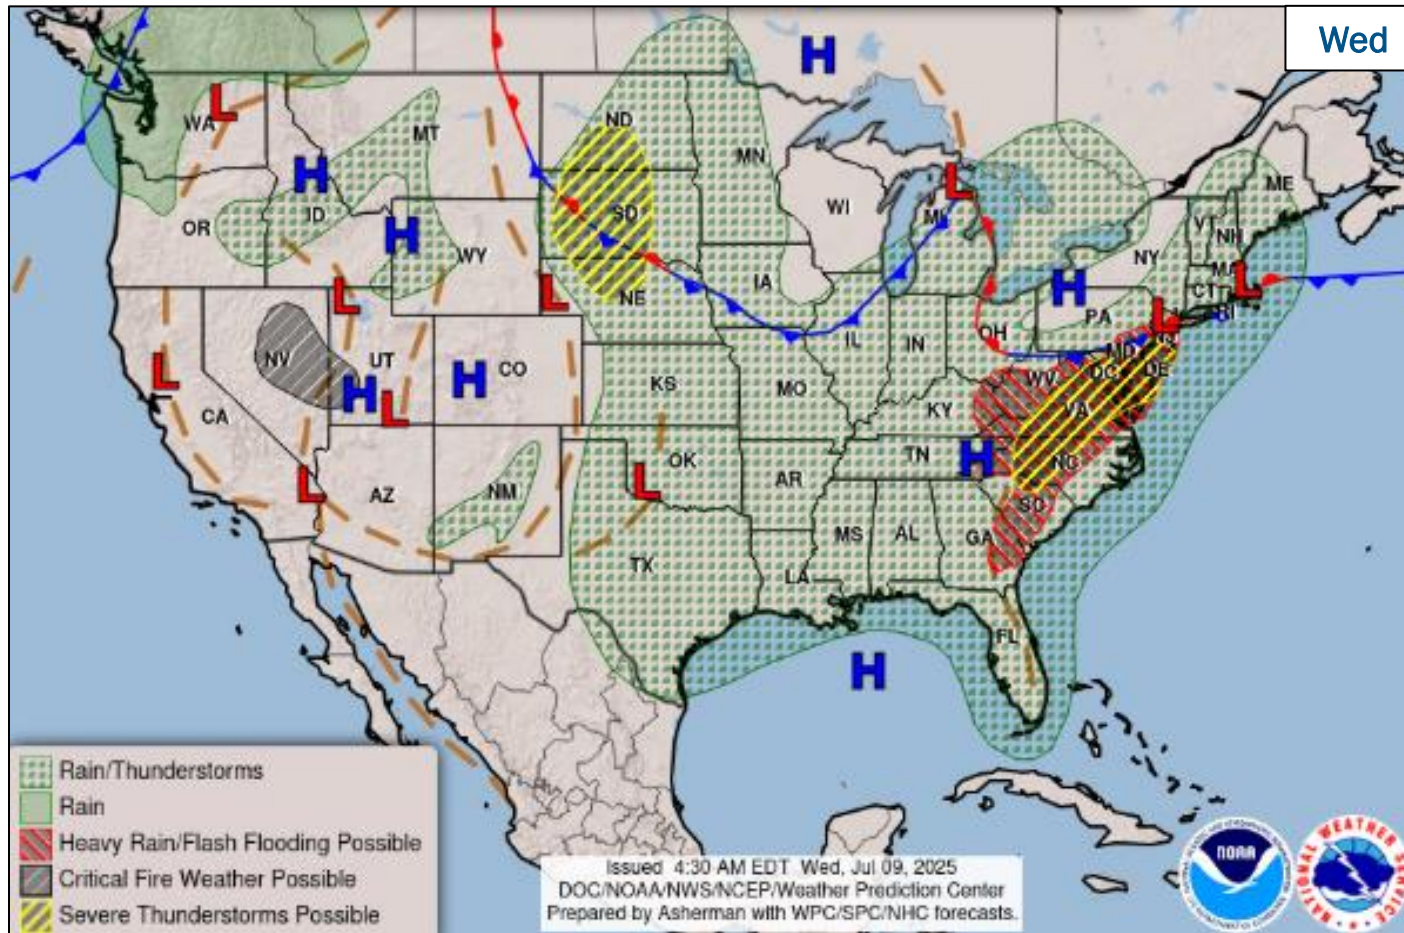 Wed
H
L
WA
MT
ND
MN
H
ID
OR
H
WY
SD
WI
L
MI
ME
VT
NH
NY
MA
L
CT
RI
L
L
NE
IA
H
PA
L
NJ
OH
IL
IN
MD
DC
DE
WV
VA
L
NV
UT
H
L
H
CO
KS
MO
KY
CA
L
AZ
NM
L
OK
AR
TN
H
NC
SC
MS
AL
GA
TX
LA
FL
H
Rain/Thunderstorms
Rain
Heavy Rain/Flash Flooding Possible
Critical Fire Weather Possible
Severe Thunderstorms Possible
Issued 4:30 AM EDT Wed, Jul 09, 2025
DOC/NOAA/NWS/NCEP/Weather Prediction Center
Prepared by Asherman with WPC/SPC/NHC forecasts.
NOAA
NATIONAL WEATHER SERVICE